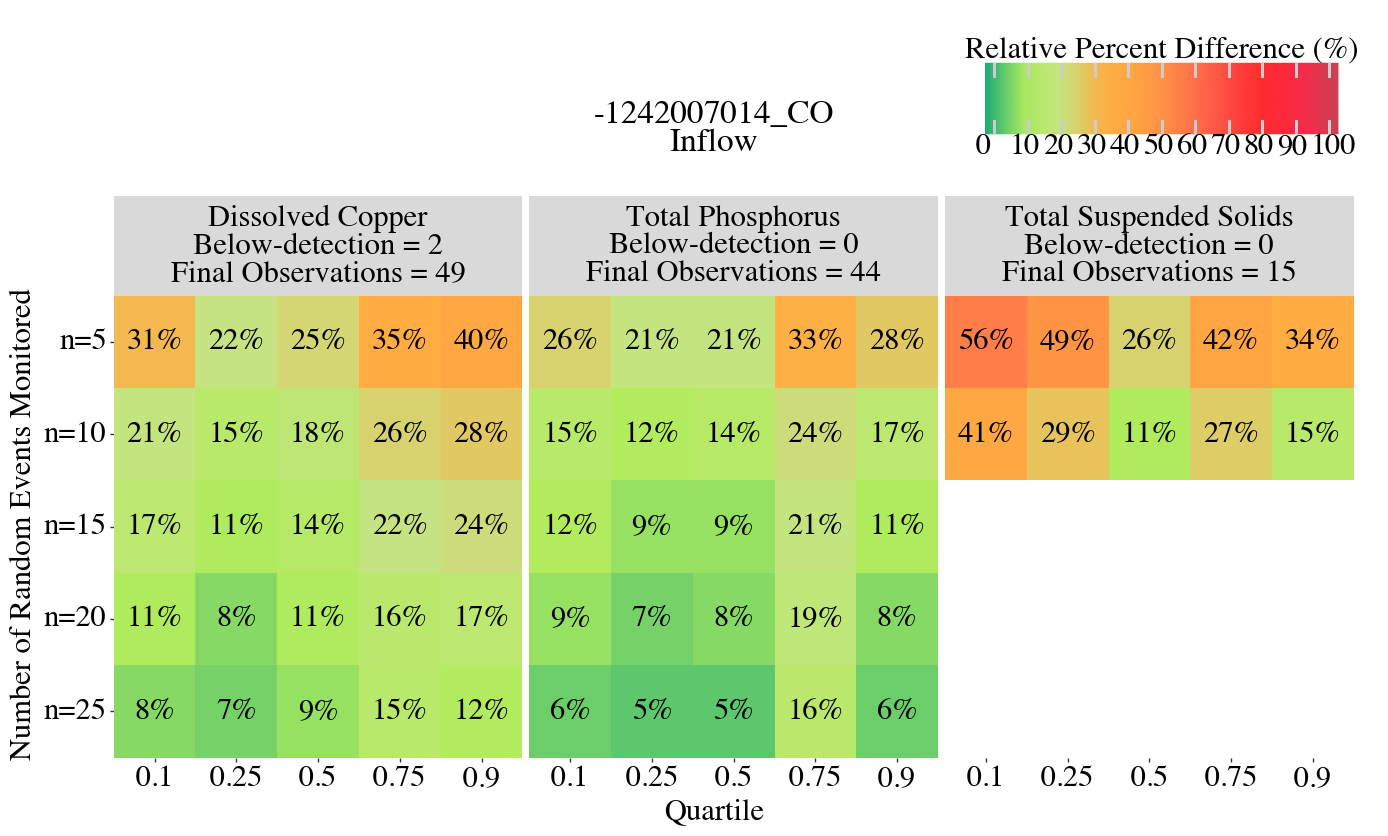 Relative Percent Difference (%)
0 10 20 30 40 50 60 70 80 90 100
-1242007014_CO
Inflow
Dissolved Copper
Below-detection = 2
Final Observations = 49
Total Phosphorus
Below-detection = 0
Final Observations = 44
Total Suspended Solids
Below-detection = 0
Final Observations = 15
Number of Random Events Monitored
n=5 31% 22% 25% 35% 40% 26% 21% 21% 33% 28% 56% 49% 26% 42% 34%
n=10 21% 15% 18% 26% 28% 15% 12% 14% 24% 17% 41% 29% 11% 27% 15%
n=15 17% 11% 14% 22% 24% 12% 9% 9% 21% 11%
n=20 11% 8% 11% 16% 17% 9% 7% 8% 19% 8%
n=25 8% 7% 9% 15% 12% 6% 5% 5% 16% 6%
0.1 0.25 0.5 0.75 0.9 0.1 0.25 0.5 0.75 0.9 0.1 0.25 0.5 0.75 0.9
Quartile